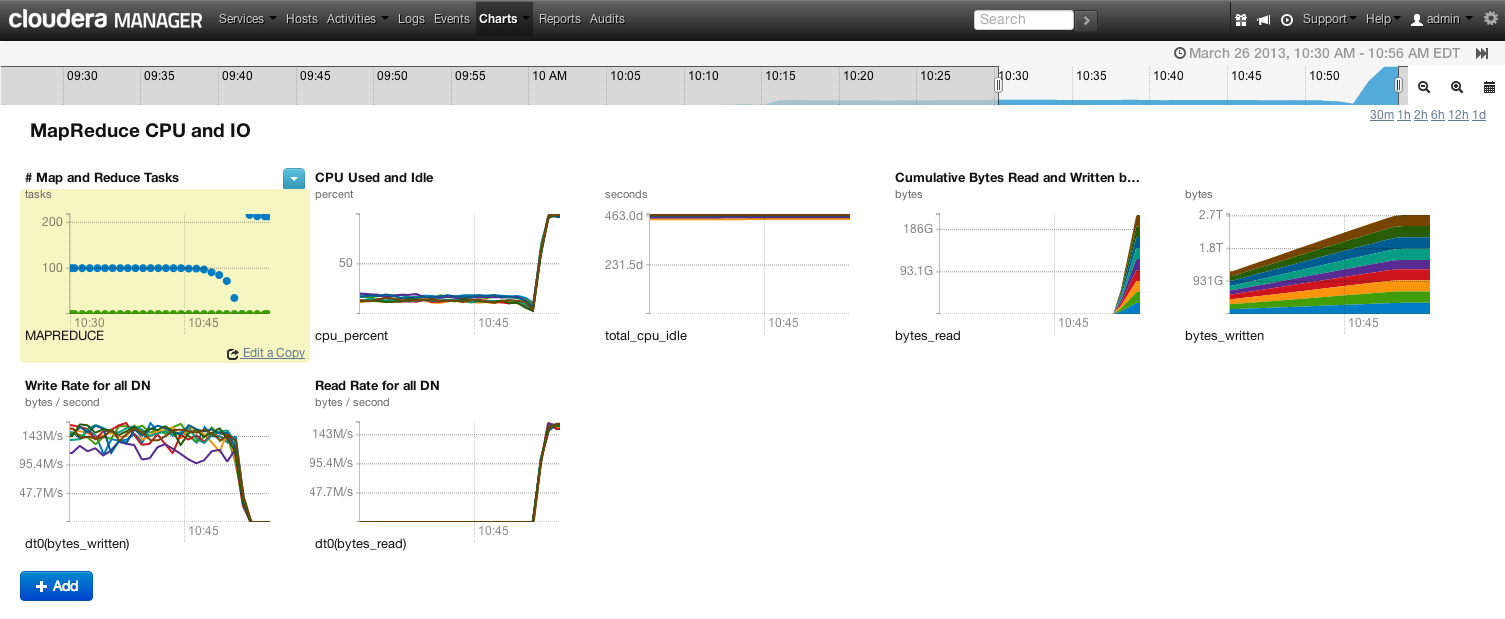 cloudera MANAGER Services Hosts Activities Logs Events Charts Reports Audits Search Support Help admin
March 26 2013, 10:30 AM - 10:56 AM EDT
09:30 09:35 09:40 09:45 09:50 09:55 10 AM 10:05 10:10 10:15 10:20 10:25 10:30 10:35 10:40 10:45 10:50
30m 1h 2h 6h 12h 1d
MapReduce CPU and IO
# Map and Reduce Tasks
tasks
200
100
10:30 10:45
MAPREDUCE
Edit a Copy
CPU Used and Idle
percent
50
10:45
cpu_percent
seconds
463.0d
231.5d
10:45
total_cpu_idle
Cumulative Bytes Read and Written b...
bytes
186G
93.1G
10:45
bytes_read
bytes
2.7T
1.8T
931G
10:45
bytes_written
Write Rate for all DN
bytes / second
143M/s
95.4M/s
47.7M/s
10:45
dt0(bytes_written)
Read Rate for all DN
bytes / second
143M/s
95.4M/s
47.7M/s
10:45
dt0(bytes_read)
+ Add